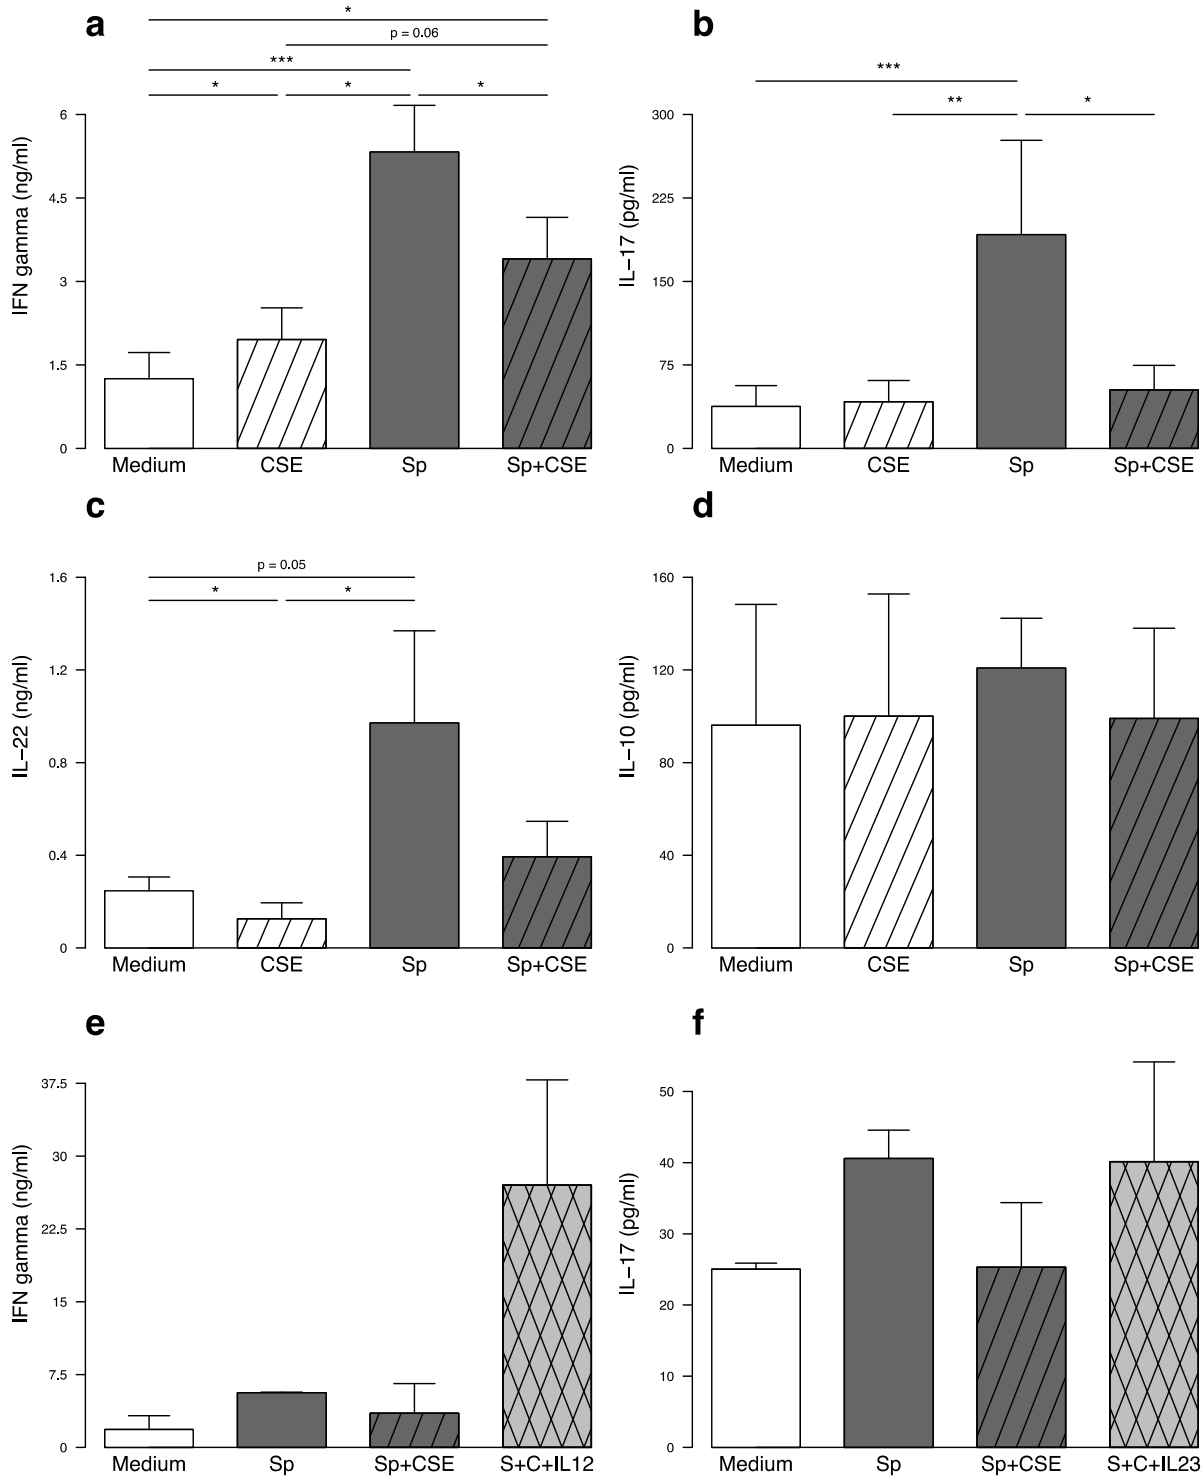 a
*
p = 0.06
***
* * *
IFN gamma (ng/ml)
6
4.5
3
1.5
0
Medium CSE Sp Sp+CSE
b
***
** *
IL−17 (pg/ml)
300
225
150
75
0
Medium CSE Sp Sp+CSE
c
p = 0.05
* *
IL−22 (ng/ml)
1.6
1.2
0.8
0.4
0
Medium CSE Sp Sp+CSE
d
IL−10 (pg/ml)
160
120
80
40
0
Medium CSE Sp Sp+CSE
e
IFN gamma (ng/ml)
37.5
30
22.5
15
7.5
0
Medium Sp Sp+CSE S+C+IL12
f
IL−17 (pg/ml)
50
40
30
20
10
0
Medium Sp Sp+CSE S+C+IL23